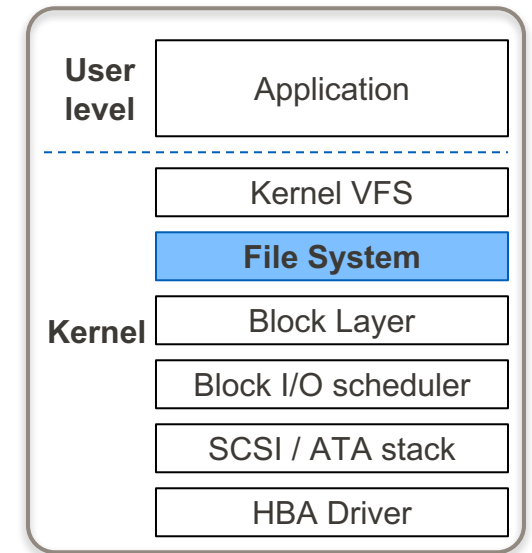 User
level
Application
Kernel VFS
File System
Kernel
Block Layer
Block I/O scheduler
SCSI / ATA stack
HBA Driver